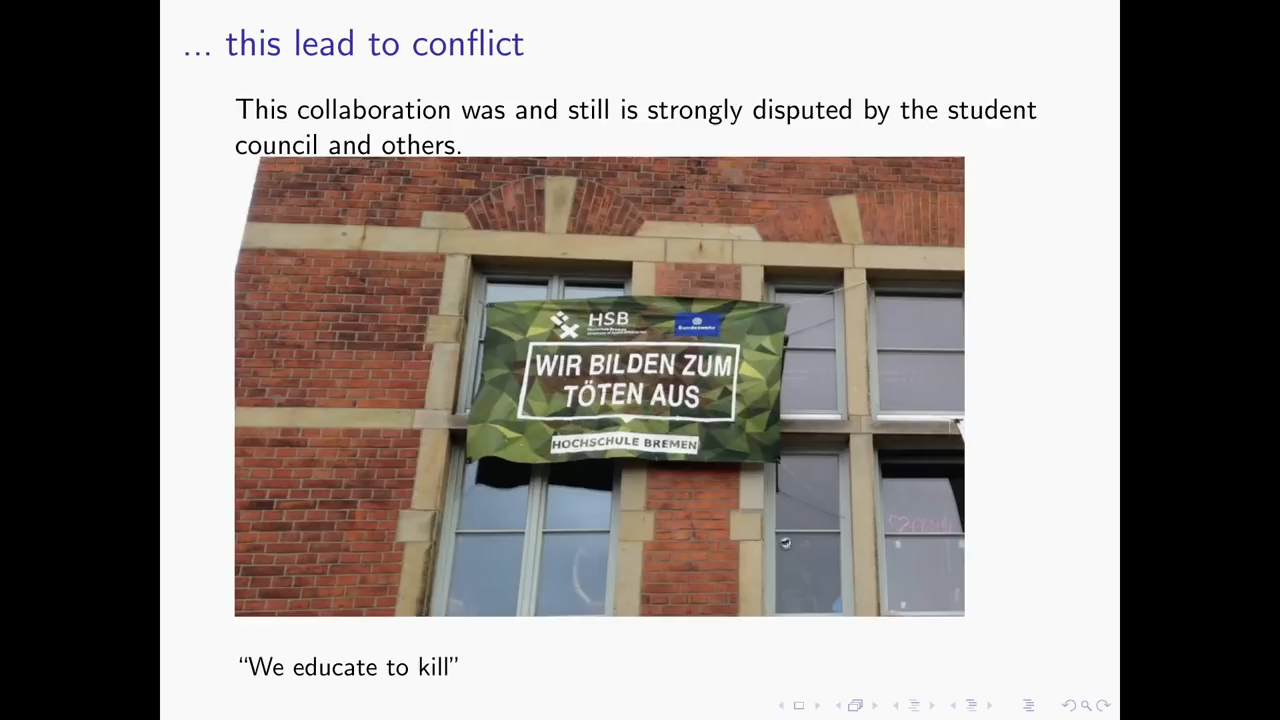 ... this lead to conflict
This collaboration was and still is strongly disputed by the student
council and others.
HSB
Hochschule Bremen
Bundeswehr
WIR BILDEN ZUM
TÖTEN AUS
HOCHSCHULE BREMEN
“We educate to kill”